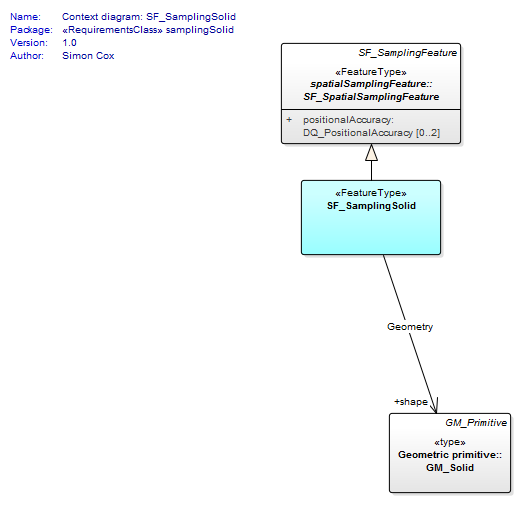 Name: Context diagram: SF_SamplingSolid
Package: «RequirementsClass» samplingSolid
Version: 1.0
Author: Simon Cox
SF_SamplingFeature
«FeatureType»
spatialSamplingFeature::
SF_SpatialSamplingFeature
+ positionalAccuracy:
DQ_PositionalAccuracy [0..2]
«FeatureType»
SF_SamplingSolid
Geometry
+shape
GM_Primitive
«type»
Geometric primitive::
GM_Solid